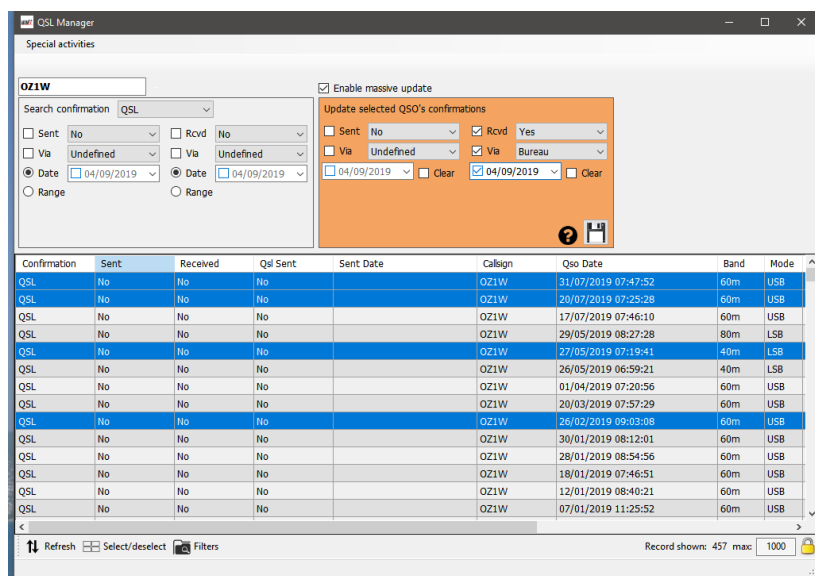 QSL Manager
Special activities
OZ1W
Enable massive update
Search confirmation QSL
Update selected QSO's confirmations
Sent No Rcvd No
Sent No Rcvd Yes
Via Undefined Via Undefined
Via Undefined Via Bureau
Date 04/09/2019 Date 04/09/2019
04/09/2019 Clear 04/09/2019 Clear
Range Range
Confirmation Sent Received Qsl Sent Sent Date Callsign Qso Date Band Mode
QSL No No No OZ1W 31/07/2019 07:47:52 60m USB
QSL No No No OZ1W 20/07/2019 07:25:28 60m USB
QSL No No No OZ1W 17/07/2019 07:46:10 60m USB
QSL No No No OZ1W 29/05/2019 08:27:28 80m LSB
QSL No No No OZ1W 27/05/2019 07:19:41 40m LSB
QSL No No No OZ1W 26/05/2019 06:59:21 40m LSB
QSL No No No OZ1W 01/04/2019 07:20:56 60m USB
QSL No No No OZ1W 20/03/2019 07:57:29 60m USB
QSL No No No OZ1W 26/02/2019 09:03:08 60m USB
QSL No No No OZ1W 30/01/2019 08:12:01 60m USB
QSL No No No OZ1W 28/01/2019 08:54:56 60m USB
QSL No No No OZ1W 18/01/2019 07:46:51 60m USB
QSL No No No OZ1W 12/01/2019 08:40:21 60m USB
QSL No No No OZ1W 07/01/2019 11:25:52 60m USB
Refresh Select/deselect Filters Record shown: 457 max: 1000